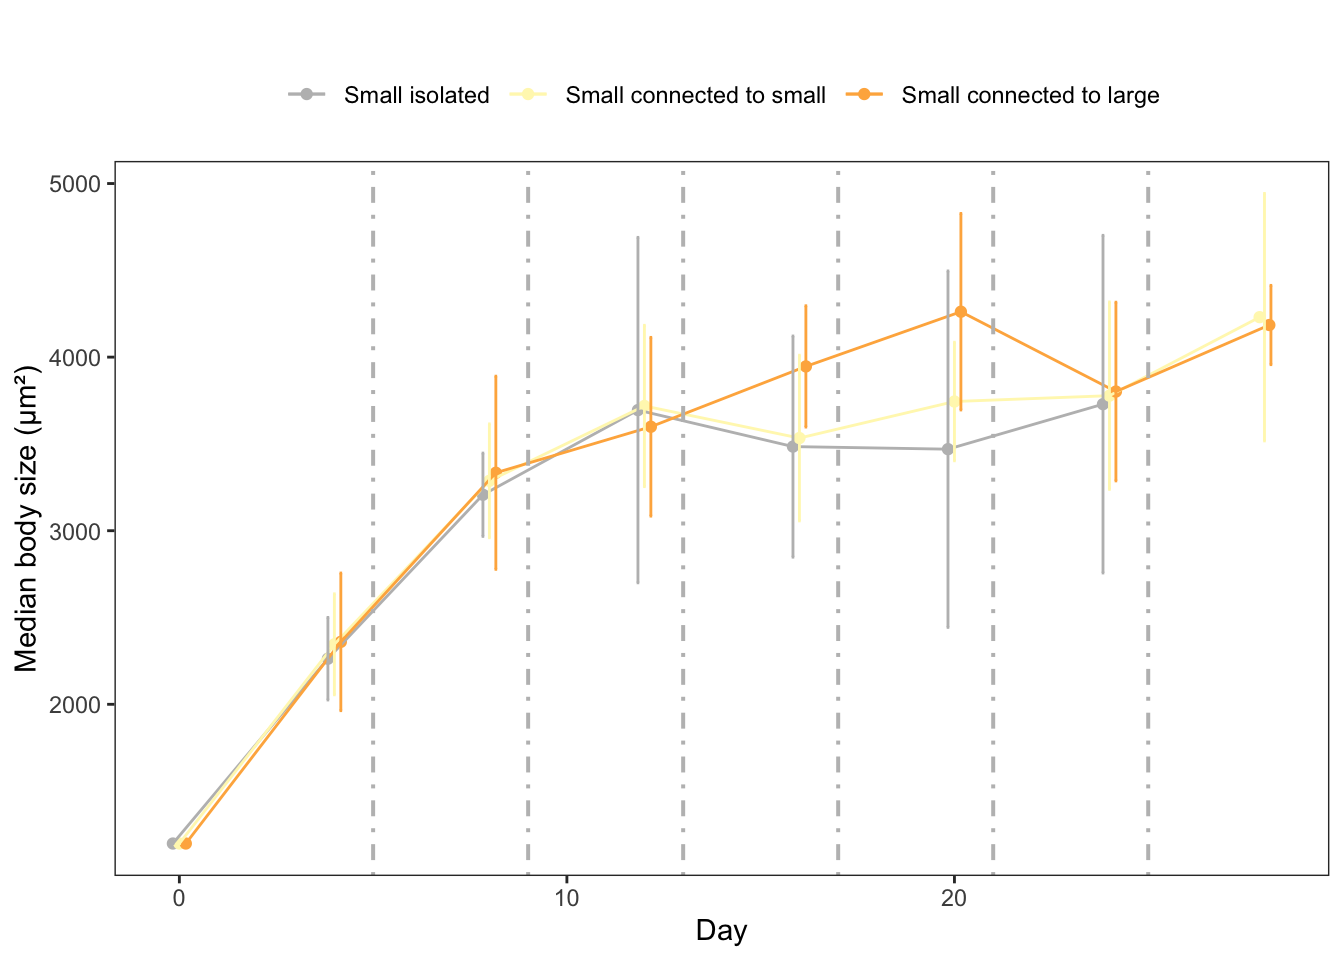 Small isolated Small connected to small Small connected to large
Median body size (μm²)
5000
4000
3000
2000
0 10 20
Day